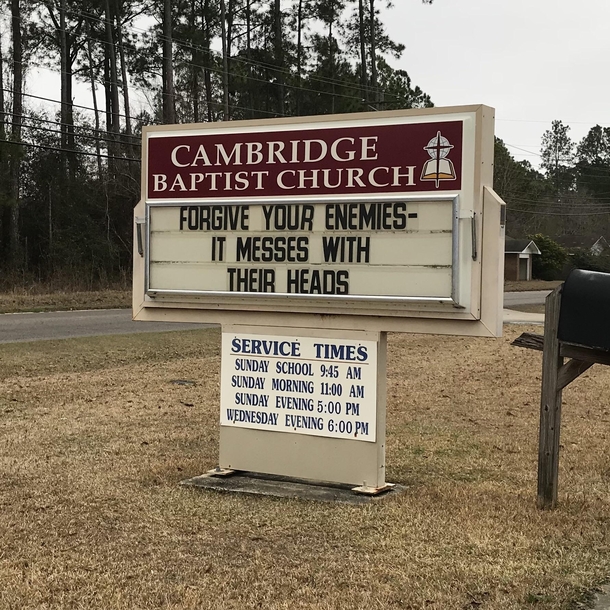 CAMBRIDGE
BAPTIST CHURCH
FORGIVE YOUR ENEMIES-
IT MESSES WITH
THEIR HEADS
SERVICE TIMES
SUNDAY SCHOOL 9:45 AM
SUNDAY MORNING 11:00 AM
SUNDAY EVENING 5:00 PM
WEDNESDAY EVENING 6:00 PM